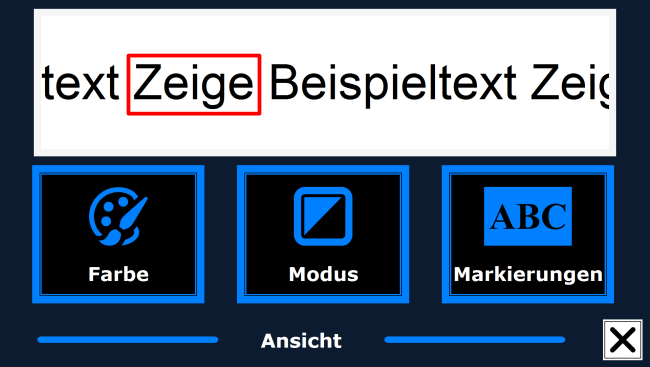 text Zeige Beispieltext Zeig
ABC
Farbe Modus Markierungen
Ansicht